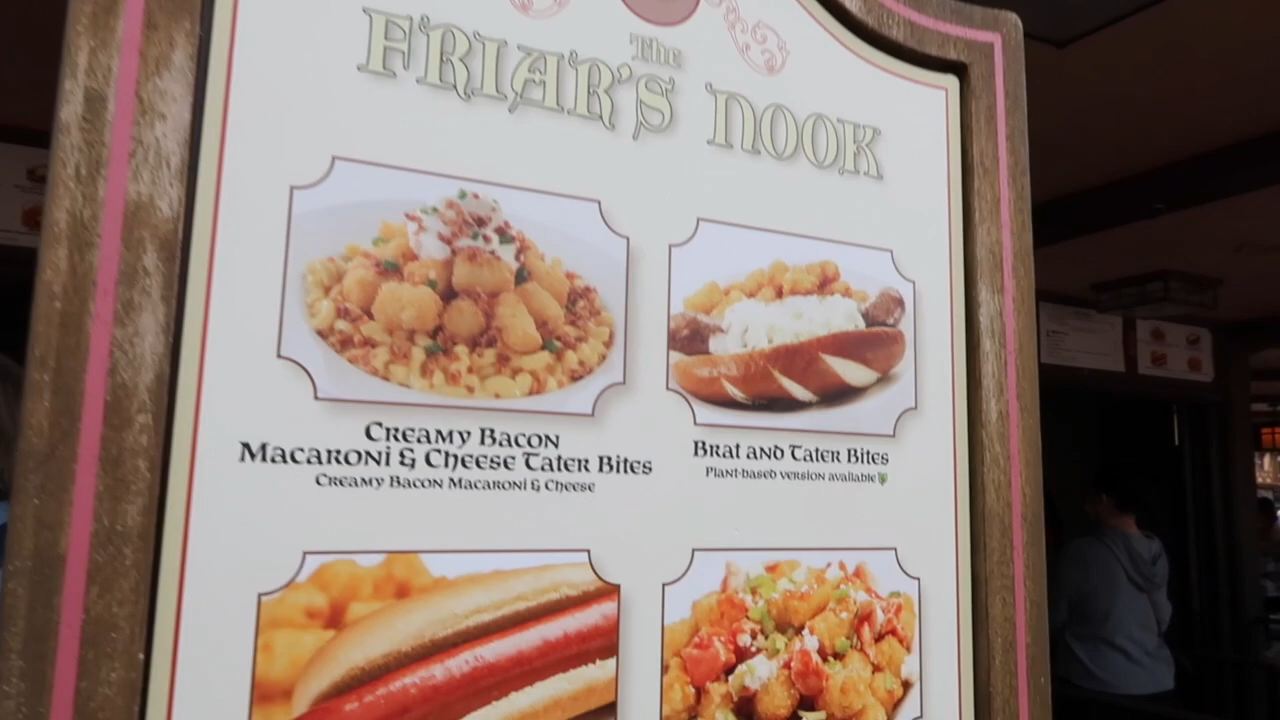 The
FRIAR'S NOOK
Creamy Bacon
Macaroni & Cheese Tater Bites
Creamy Bacon Macaroni & Cheese
Brat and Tater Bites
Plant-based version available